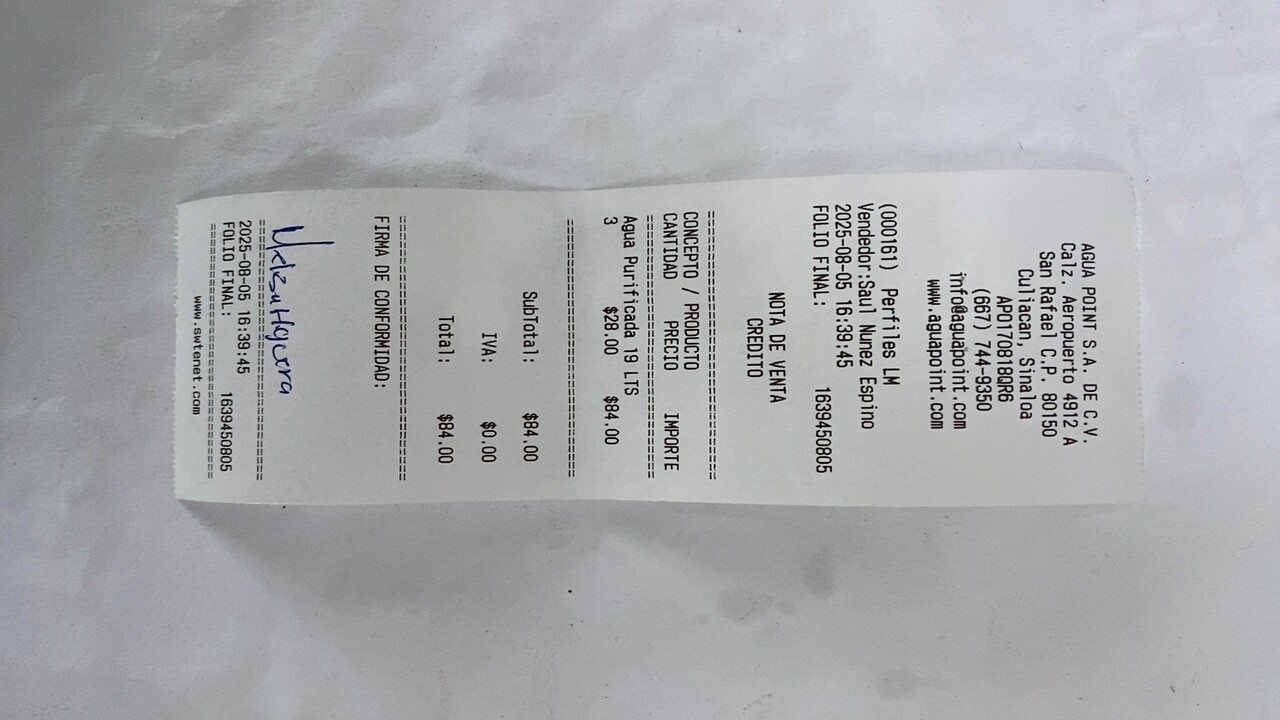 AGUA POINT S.A. DE C.V.
Calz. Aeropuerto 4912 A
San Rafael C.P. 80150
Culiacan, Sinaloa
APO170818QR6
(667) 744-9350
info@aguapoint.com
www.aguapoint.com
(000161) Perfiles LM
Vendedor:Saul Nunez Espino
2025-08-05 16:39:45
FOLIO FINAL: 1639450805
NOTA DE VENTA
CREDITO
==============================
CONCEPTO / PRODUCTO
CANTIDAD PRECIO IMPORTE
==============================
Agua Purificada 19 LTS
3 $28.00 $84.00
==============================
SubTotal: $84.00
IVA: $0.00
Total: $84.00
==============================
FIRMA DE CONFORMIDAD:
==============================
2025-08-05 16:39:45
FOLIO FINAL: 1639450805
==============================
www.swtenet.com